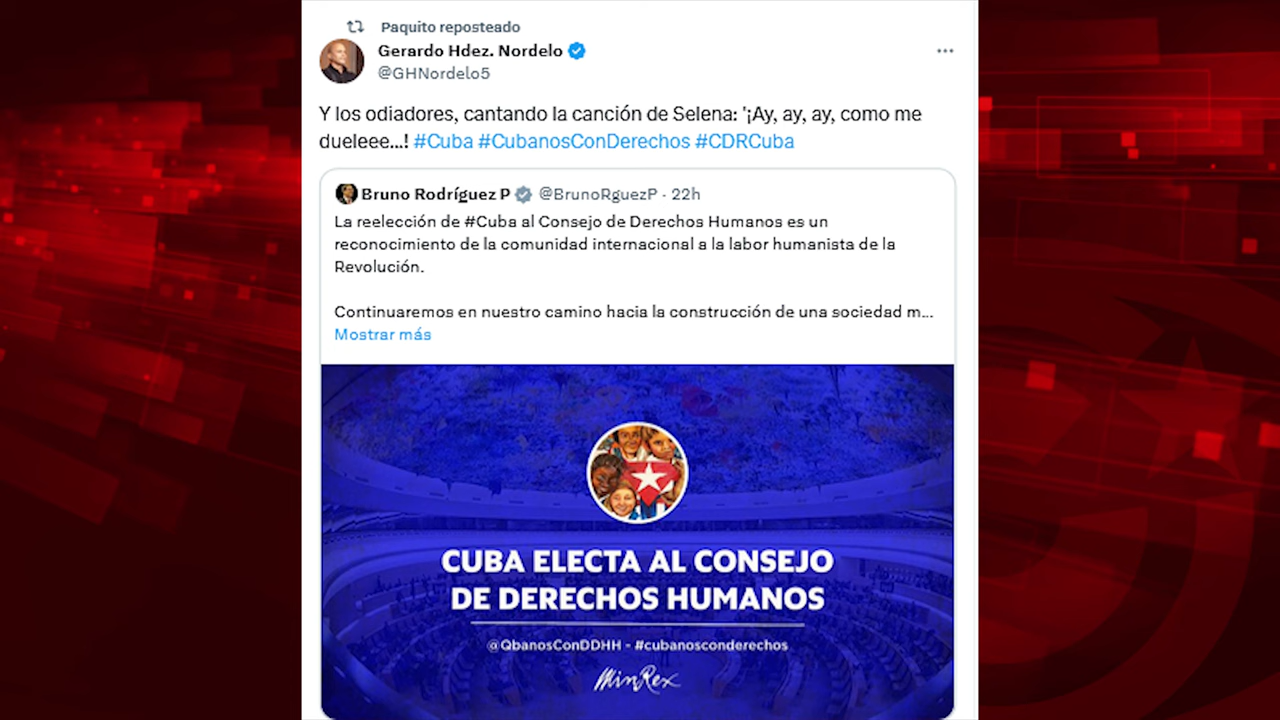 Paquito reposteado
Gerardo Hdez. Nordelo
@GHNordelo5
Y los odiadores, cantando la canción de Selena: '¡Ay, ay, ay, como me
dueleee...! #Cuba #CubanosConDerechos #CDRCuba
Bruno Rodríguez P @BrunoRguezP · 22h
La reelección de #Cuba al Consejo de Derechos Humanos es un
reconocimiento de la comunidad internacional a la labor humanista de la
Revolución.
Continuaremos en nuestro camino hacia la construcción de una sociedad m...
Mostrar más
CUBA ELECTA AL CONSEJO
DE DERECHOS HUMANOS
@QbanosConDDHH - #cubanosconderechos
MinRex